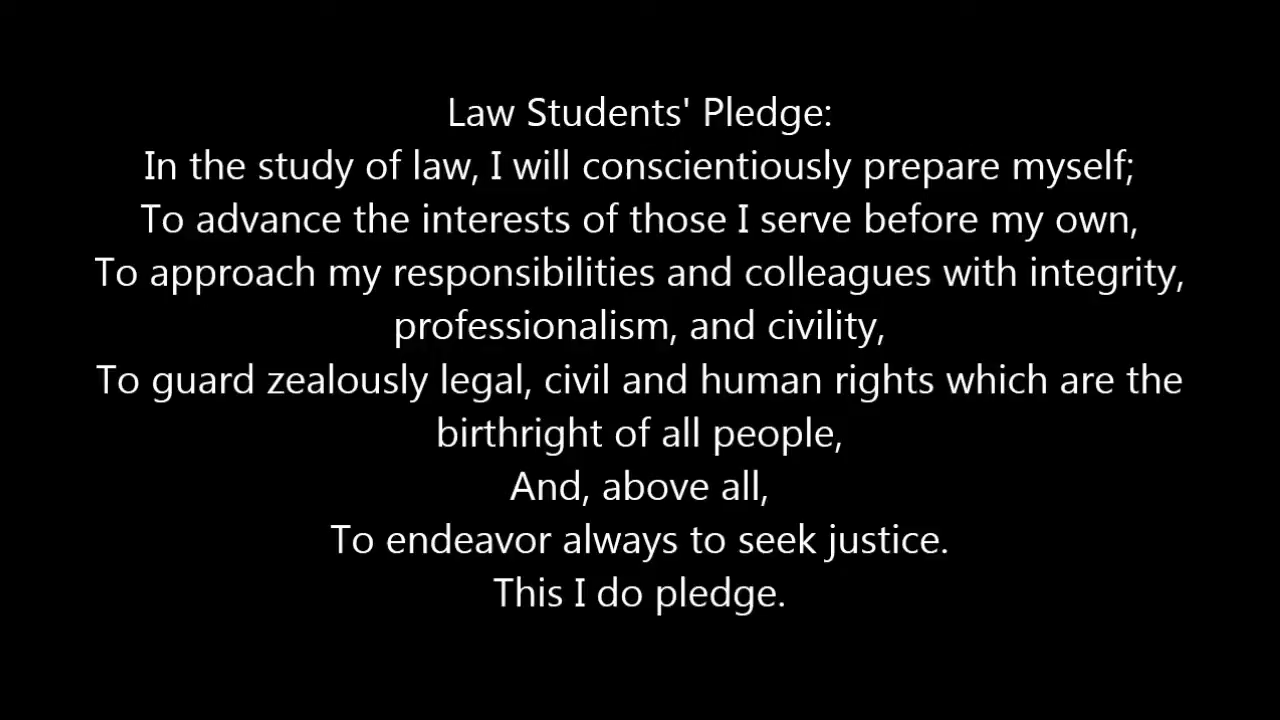 Law Students' Pledge:
In the study of law, I will conscientiously prepare myself;
To advance the interests of those I serve before my own,
To approach my responsibilities and colleagues with integrity,
professionalism, and civility,
To guard zealously legal, civil and human rights which are the
birthright of all people,
And, above all,
To endeavor always to seek justice.
This I do pledge.